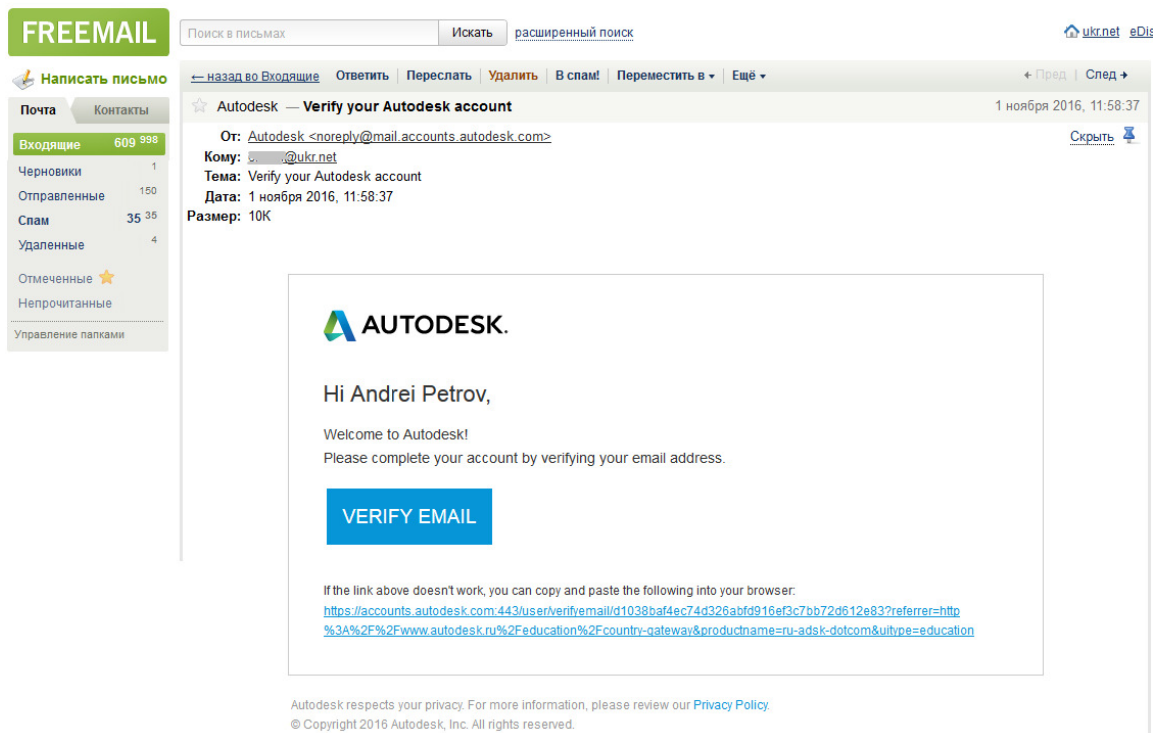 FREEMAIL
Поиск в письмах Искать расширенный поиск ukr.net eDis
Написать письмо
Почта Контакты
Входящие 609 998
Черновики 1
Отправленные 150
Спам 35 35
Удаленные 4
Отмеченные
Непрочитанные
Управление папками
← назад во Входящие Ответить Переслать Удалить В спам! Переместить в ▾ Ещё ▾ ← Пред След →
Autodesk — Verify your Autodesk account 1 ноября 2016, 11:58:37
От: Autodesk <noreply@mail.accounts.autodesk.com> Скрыть
Кому: @ukr.net
Тема: Verify your Autodesk account
Дата: 1 ноября 2016, 11:58:37
Размер: 10K
AUTODESK.
Hi Andrei Petrov,
Welcome to Autodesk!
Please complete your account by verifying your email address.
VERIFY EMAIL
If the link above doesn't work, you can copy and paste the following into your browser:
https://accounts.autodesk.com:443/user/verifyemail/d1038baf4ec74d326abfd916ef3c7bb72d612e83?referrer=http
%3A%2F%2Fwww.autodesk.ru%2Feducation%2Fcountry-gateway&productname=ru-adsk-dotcom&uitype=education
Autodesk respects your privacy. For more information, please review our Privacy Policy.
© Copyright 2016 Autodesk, Inc. All rights reserved.